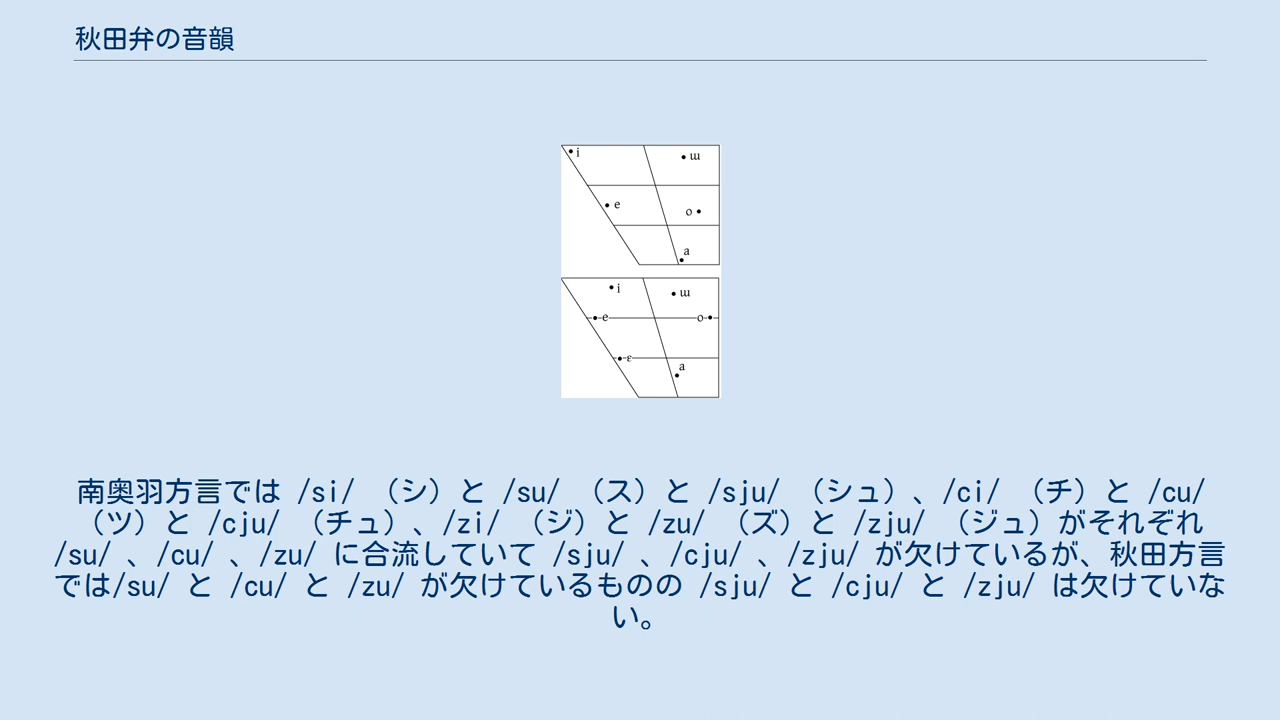 秋田弁の音韻
i ɯ
e
o
a
i ɯ
e o
ε
a
南奥羽方言では /si/ （シ）と /su/ （ス）と /sju/ （シュ）、/ci/ （チ）と /cu/
（ツ）と /cju/ （チュ）、/zi/ （ジ）と /zu/ （ズ）と /zju/ （ジュ）がそれぞれ
/su/ 、/cu/ 、/zu/ に合流していて /sju/ 、/cju/ 、/zju/ が欠けているが、秋田方言
では/su/ と /cu/ と /zu/ が欠けているものの /sju/ と /cju/ と /zju/ は欠けていな
い。